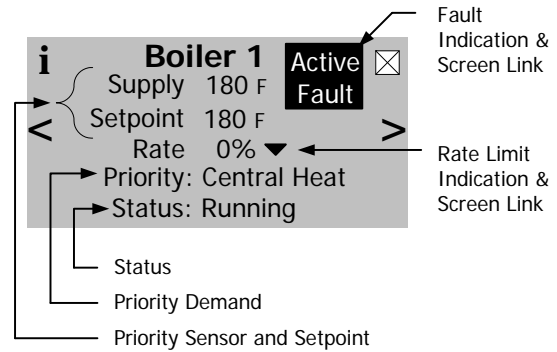 Fault
Indication &
Screen Link
i
Boiler 1
Active
Fault
Supply 180 F
Setpoint 180 F
< >
Rate 0%
Priority: Central Heat
Status: Running
Rate Limit
Indication &
Screen Link
Status
Priority Demand
Priority Sensor and Setpoint